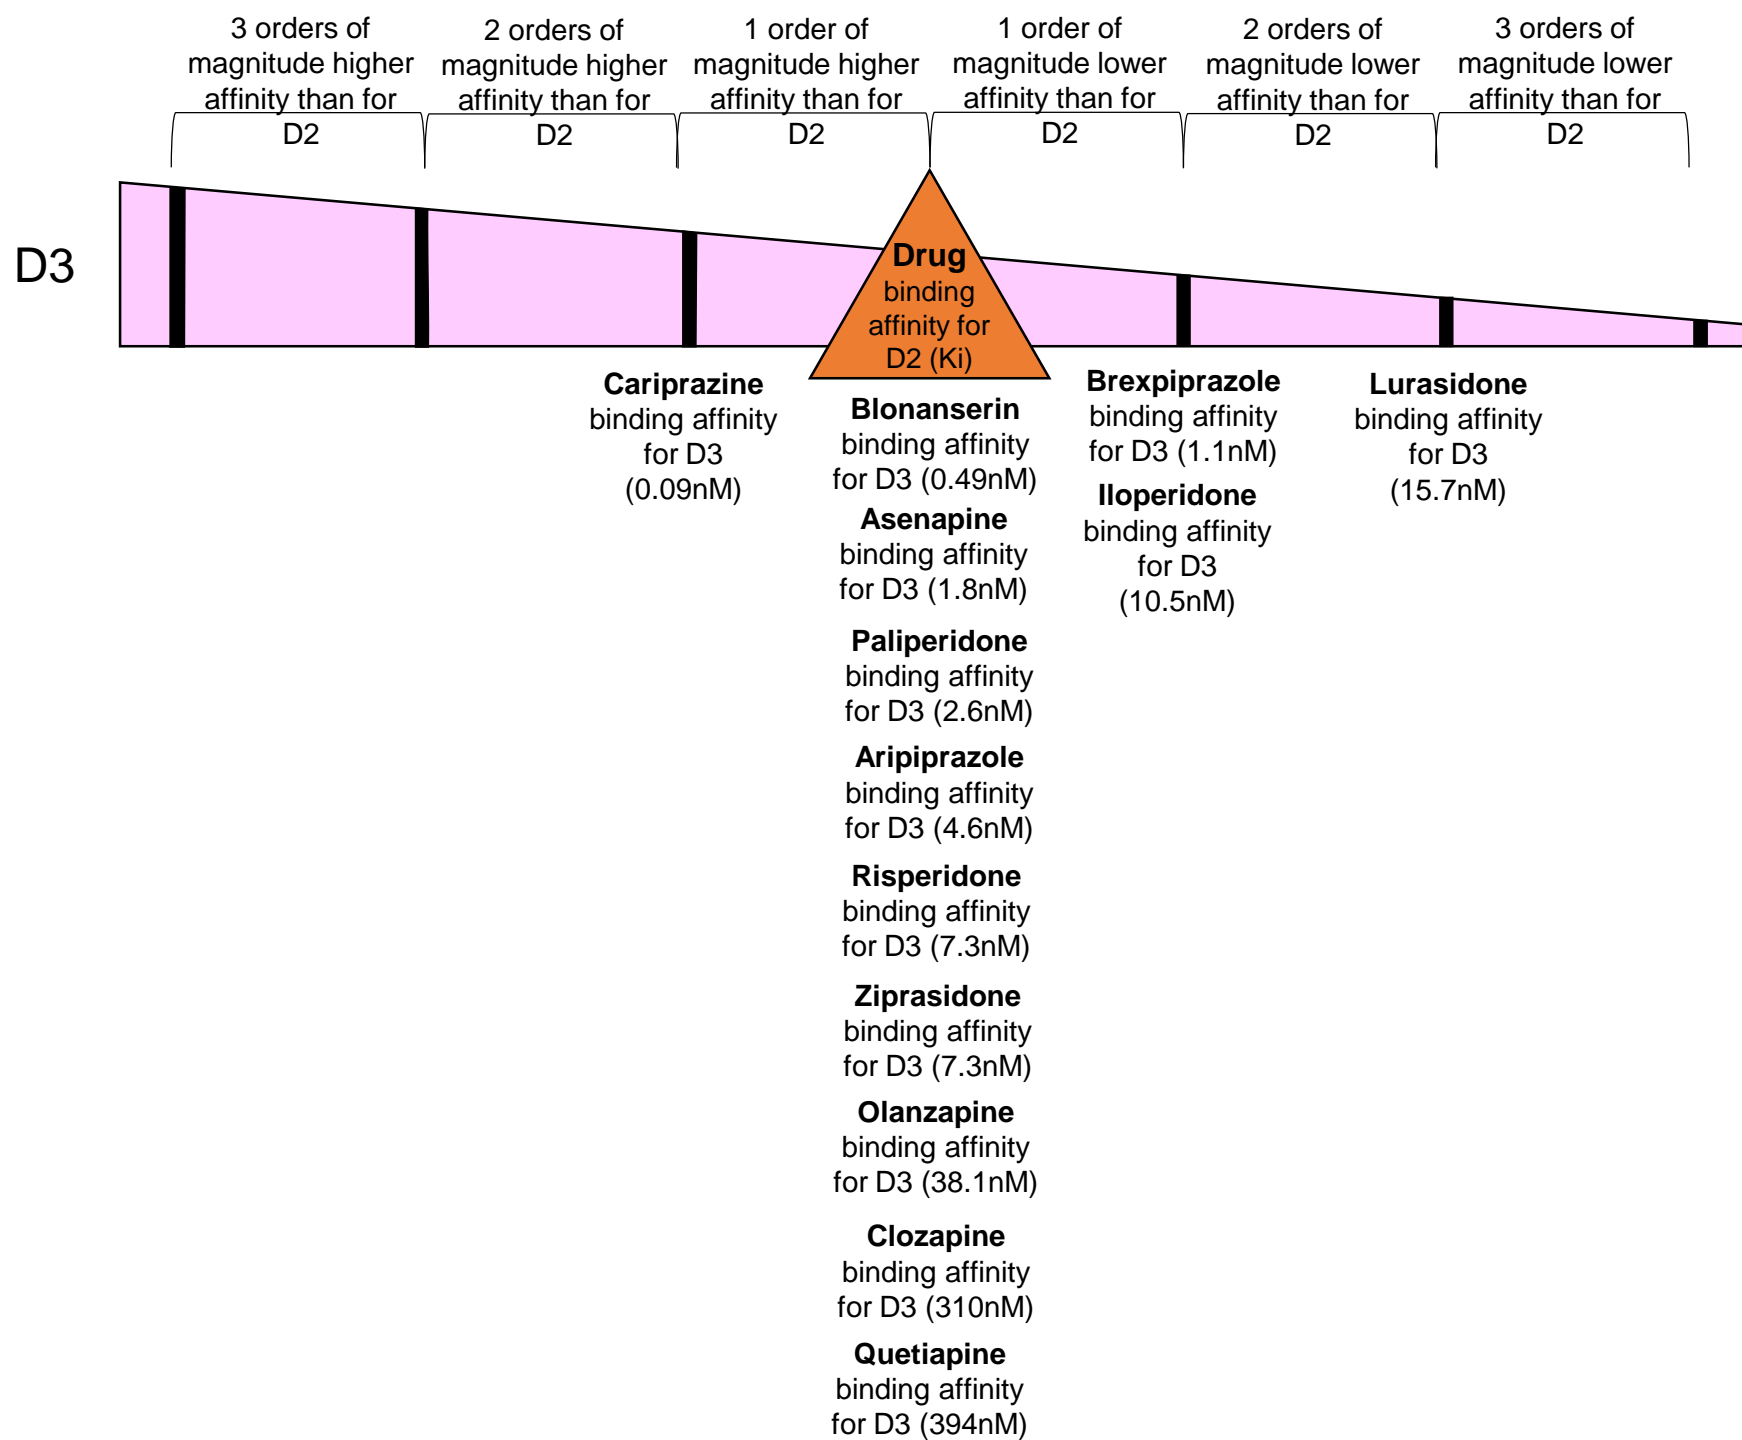 3 orders of
magnitude higher
affinity than for
D2
2 orders of
magnitude higher
affinity than for
D2
1 order of
magnitude higher
affinity than for
D2
1 order of
magnitude lower
affinity than for
D2
2 orders of
magnitude lower
affinity than for
D2
3 orders of
magnitude lower
affinity than for
D2
D3
Drug
binding
affinity for
D2 (Ki)
Cariprazine
binding affinity
for D3
(0.09nM)
Blonanserin
binding affinity
for D3 (0.49nM)
Asenapine
binding affinity
for D3 (1.8nM)
Paliperidone
binding affinity
for D3 (2.6nM)
Aripiprazole
binding affinity
for D3 (4.6nM)
Risperidone
binding affinity
for D3 (7.3nM)
Ziprasidone
binding affinity
for D3 (7.3nM)
Olanzapine
binding affinity
for D3 (38.1nM)
Clozapine
binding affinity
for D3 (310nM)
Quetiapine
binding affinity
for D3 (394nM)
Brexpiprazole
binding affinity
for D3 (1.1nM)
Iloperidone
binding affinity
for D3
(10.5nM)
Lurasidone
binding affinity
for D3
(15.7nM)